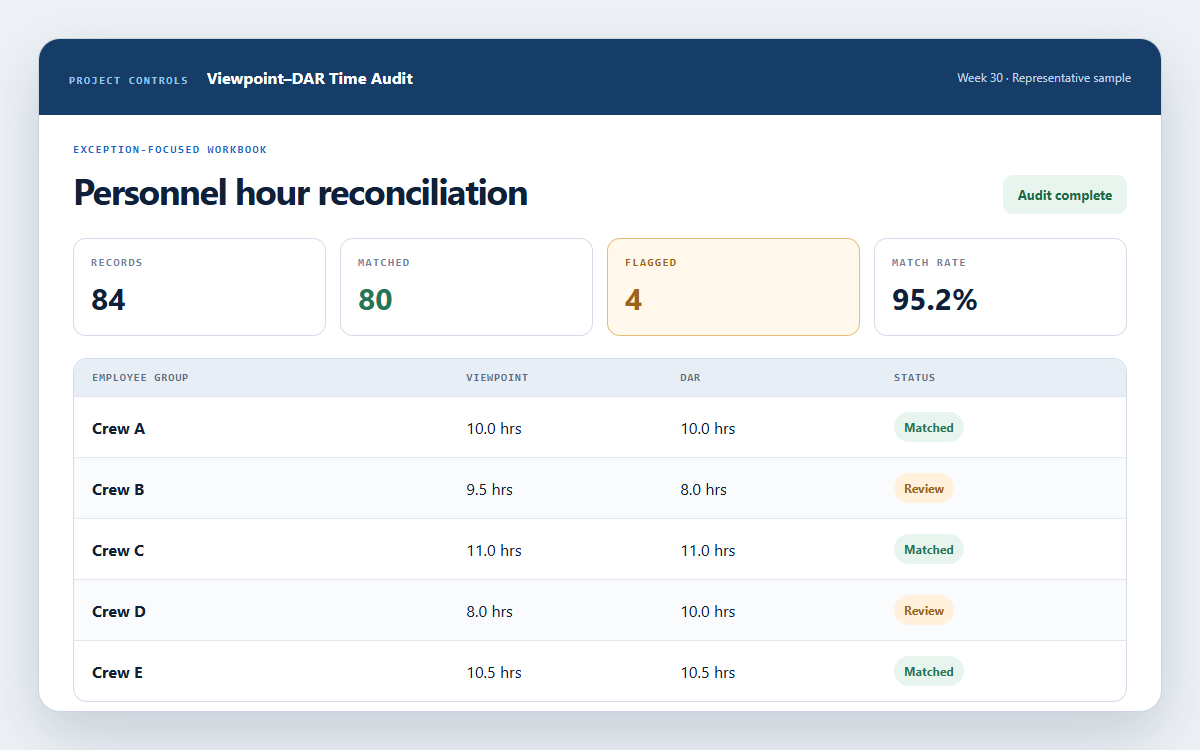 PROJECT CONTROLS Viewpoint–DAR Time Audit Week 30 · Representative sample
EXCEPTION-FOCUSED WORKBOOK
Personnel hour reconciliation Audit complete
RECORDS MATCHED FLAGGED MATCH RATE
84 80 4 95.2%
EMPLOYEE GROUP VIEWPOINT DAR STATUS
Crew A 10.0 hrs 10.0 hrs Matched
Crew B 9.5 hrs 8.0 hrs Review
Crew C 11.0 hrs 11.0 hrs Matched
Crew D 8.0 hrs 10.0 hrs Review
Crew E 10.5 hrs 10.5 hrs Matched